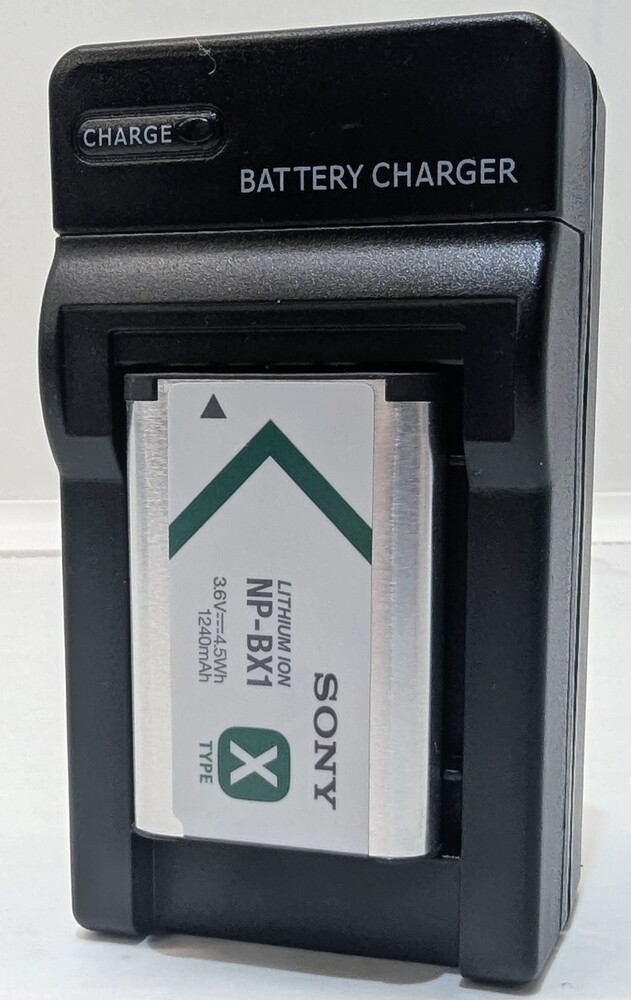 CHARGE
BATTERY CHARGER
SONY
LITHIUM ION
NP-BX1
3.6V⎓4.5Wh
1240mAh
X
TYPE